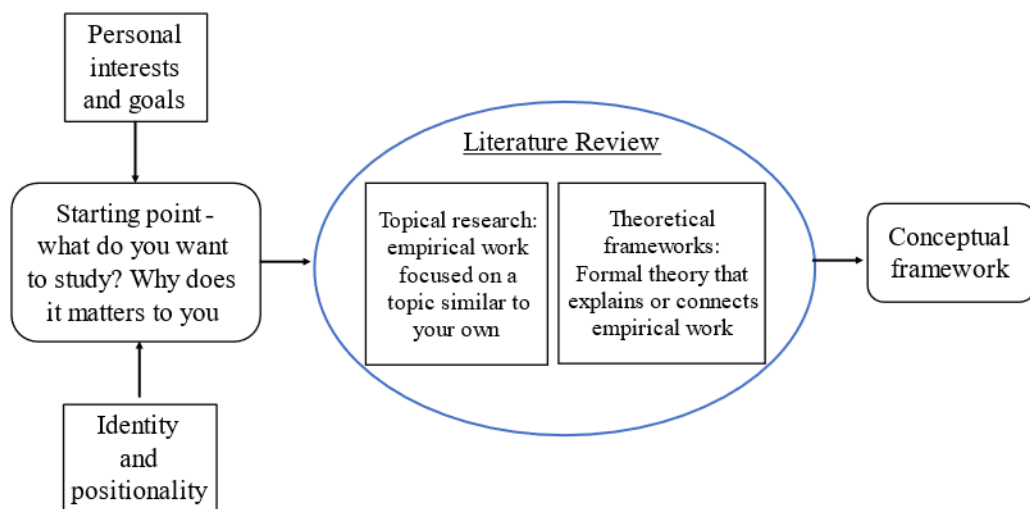 Personal
interests
and goals
Starting point -
what do you want
to study? Why does
it matters to you
Identity
and
positionality
Literature Review
Topical research:
empirical work
focused on a
topic similar to
your own
Theoretical
frameworks:
Formal theory that
explains or connects
empirical work
Conceptual
framework